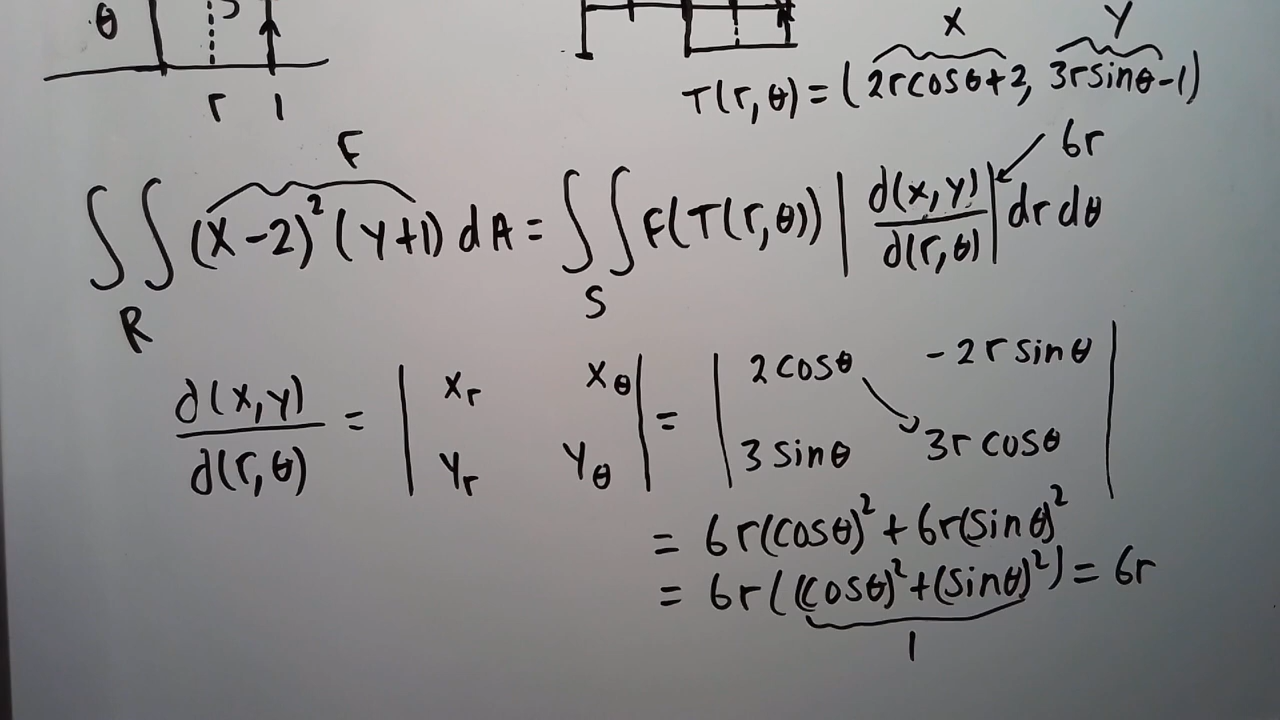 θ
r 1
X Y
T(r, θ) = (2rcosθ+2, 3rsinθ-1)
F
6r
∫∫ (x-2)² (y+1) dA = ∫∫ F(T(r,θ)) | ∂(x,y)/∂(r,θ) | dr dθ
R S
∂(x,y)/∂(r,θ) = | x_r x_θ | = | 2cosθ -2rsinθ |
| y_r y_θ | | 3sinθ 3rcosθ |
= 6r(cosθ)² + 6r(sinθ)²
= 6r((cosθ)²+(sinθ)²) = 6r
1